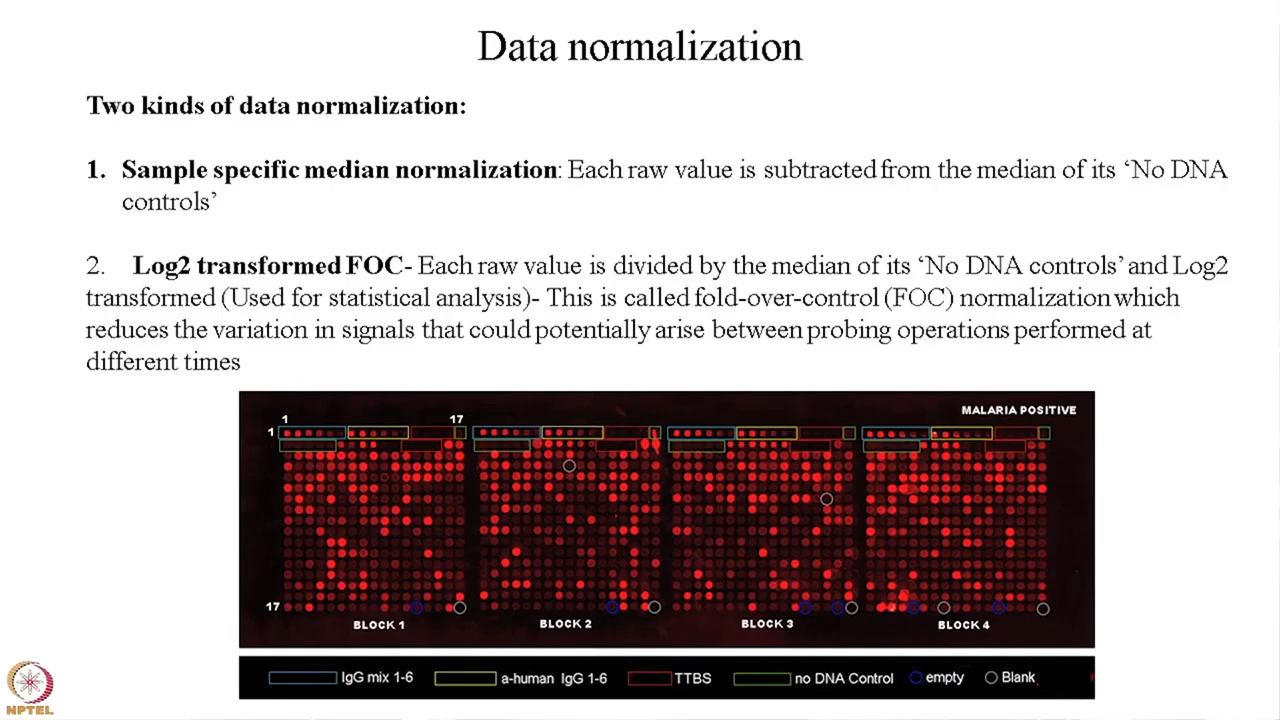 Data normalization
Two kinds of data normalization:
1. Sample specific median normalization: Each raw value is subtracted from the median of its ‘No DNA
controls’
2. Log2 transformed FOC- Each raw value is divided by the median of its ‘No DNA controls’ and Log2
transformed (Used for statistical analysis)- This is called fold-over-control (FOC) normalization which
reduces the variation in signals that could potentially arise between probing operations performed at
different times
MALARIA POSITIVE
1 17
1
17
BLOCK 1 BLOCK 2 BLOCK 3 BLOCK 4
IgG mix 1-6 a-human IgG 1-6 TTBS no DNA Control empty Blank
NPTEL